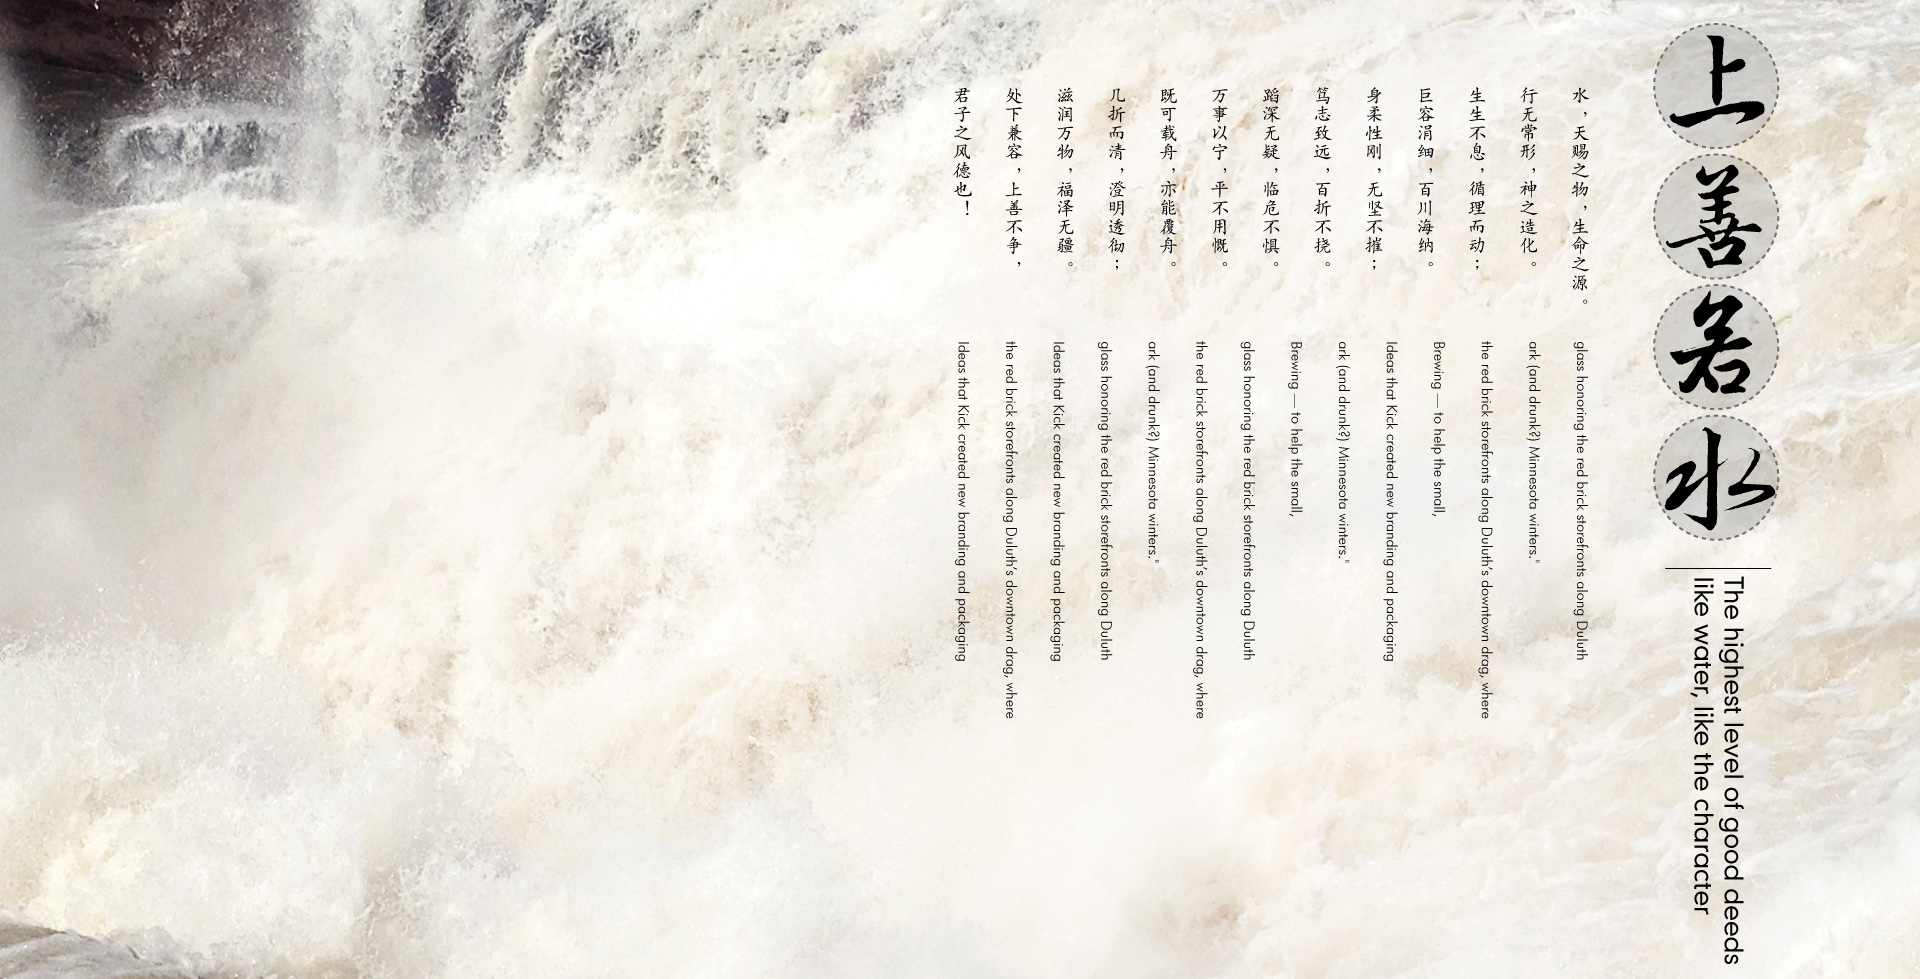 上善若水
The highest level of good deeds
like water, like the character
水，天赐之物，生命之源。
行无常形，神之造化。
生生不息，循理而动；
巨容涓细，百川海纳。
身柔性刚，无坚不摧；
笃志致远，百折不挠。
蹈深无疑，临危不惧。
万事以宁，平不用慨。
既可载舟，亦能覆舟。
几折而清，澄明透彻；
滋润万物，福泽无疆。
处下兼容，上善不争，
君子之风德也！
glass honoring the red brick storefronts along Duluth
ark (and drunk?) Minnesota winters."
the red brick storefronts along Duluth's downtown drag, where
Brewing — to help the small,
Ideas that Kick created new branding and packaging
ark (and drunk?) Minnesota winters."
Brewing — to help the small,
glass honoring the red brick storefronts along Duluth
the red brick storefronts along Duluth's downtown drag, where
ark (and drunk?) Minnesota winters."
glass honoring the red brick storefronts along Duluth
Ideas that Kick created new branding and packaging
the red brick storefronts along Duluth's downtown drag, where
Ideas that Kick created new branding and packaging